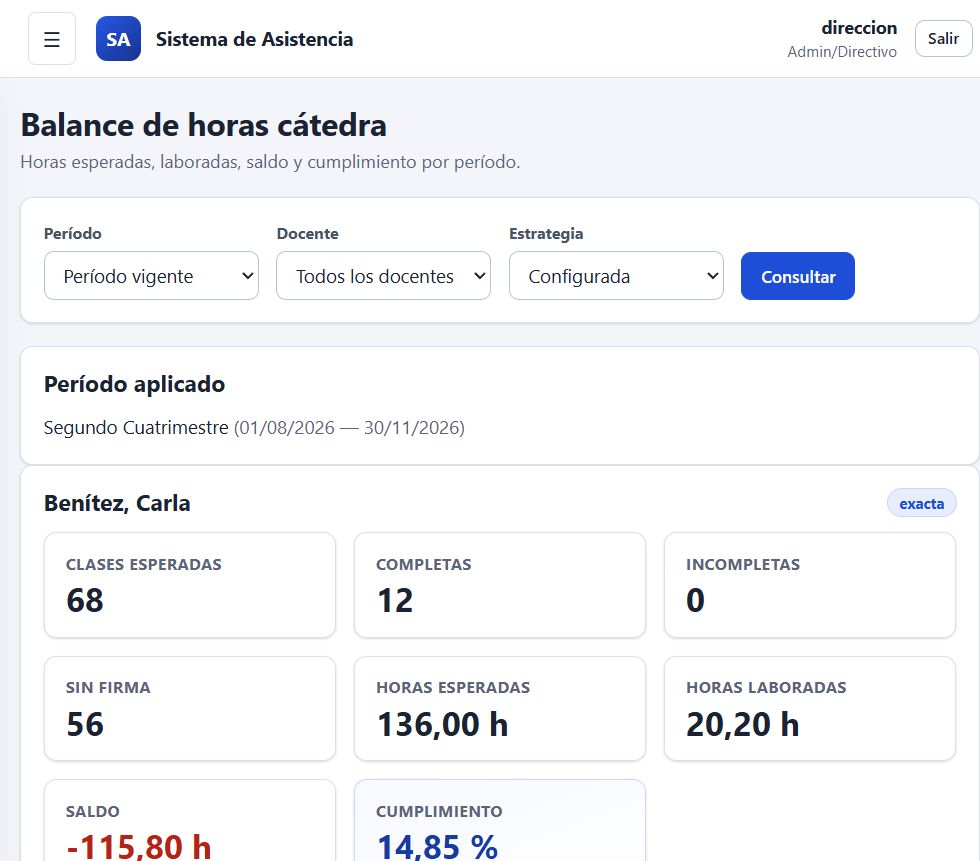 ☰ SA Sistema de Asistencia direccion Admin/Directivo Salir
Balance de horas cátedra
Horas esperadas, laboradas, saldo y cumplimiento por período.
Período Docente Estrategia
Período vigente Todos los docentes Configurada Consultar
Período aplicado
Segundo Cuatrimestre (01/08/2026 — 30/11/2026)
Benítez, Carla exacta
CLASES ESPERADAS COMPLETAS INCOMPLETAS
68 12 0
SIN FIRMA HORAS ESPERADAS HORAS LABORADAS
56 136,00 h 20,20 h
SALDO CUMPLIMIENTO
-115,80 h 14,85 %